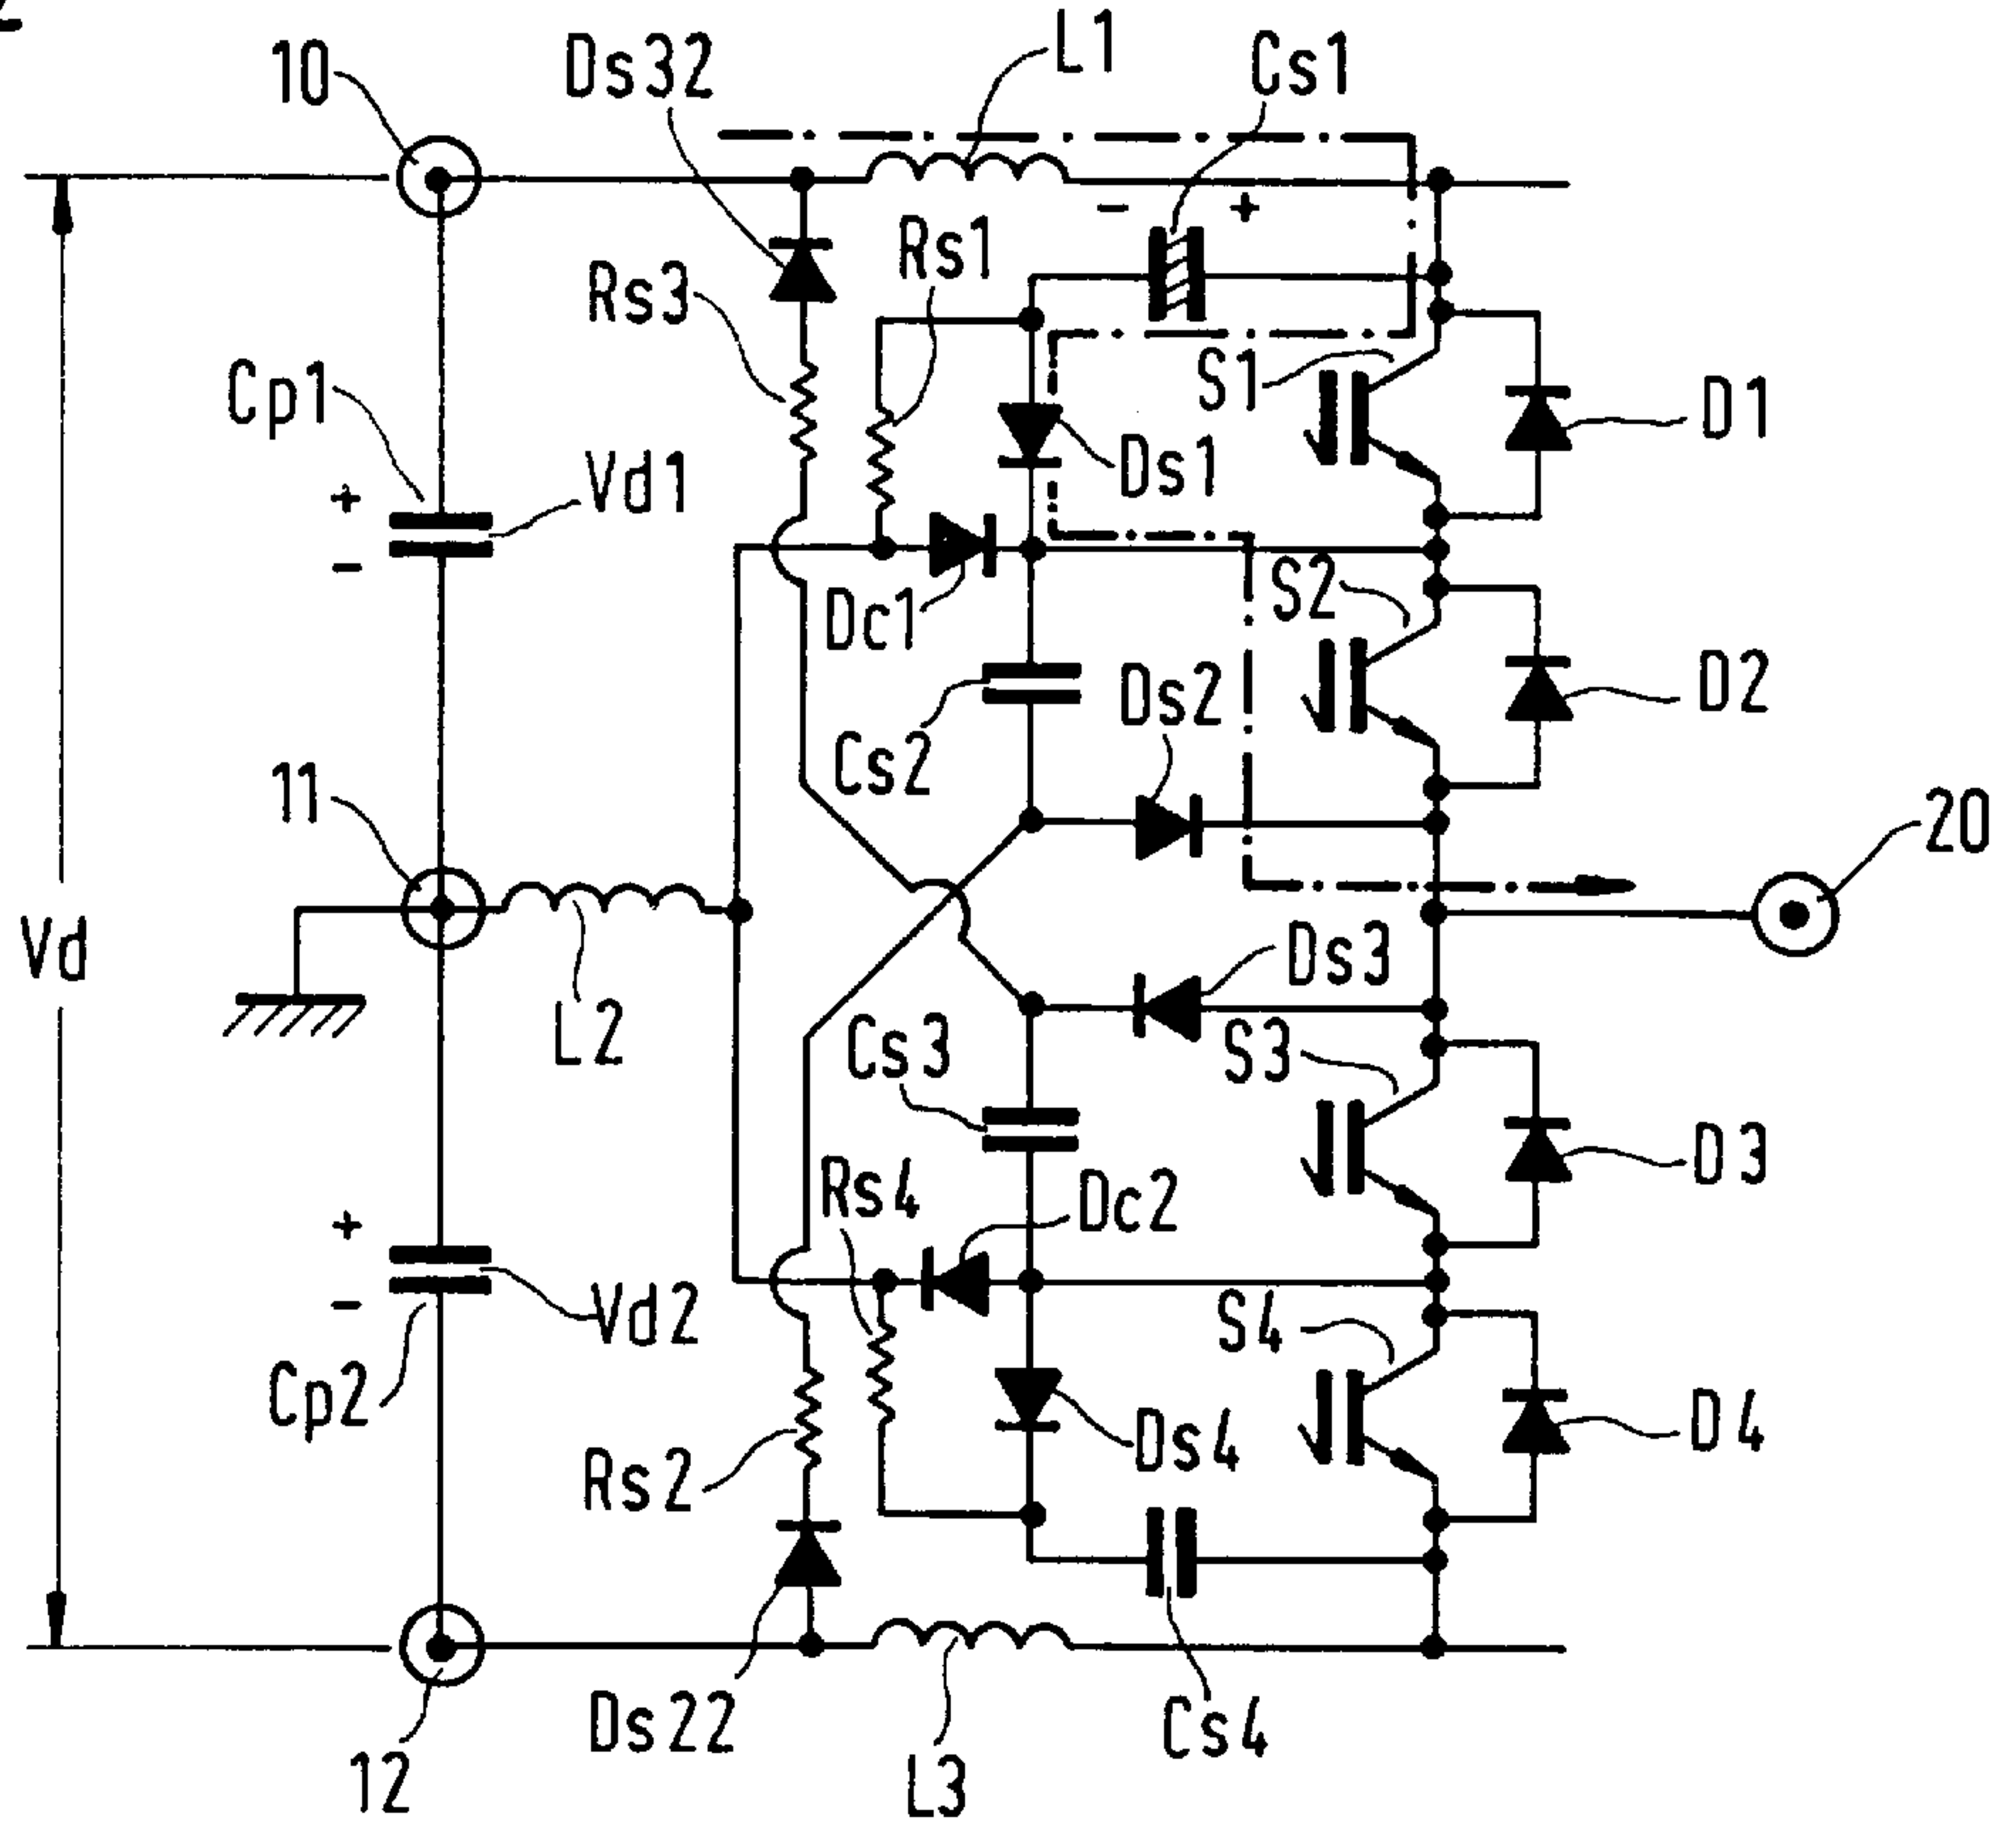 L1
Ds32
Cs1
10
- +
Rs1
Rs3
S1
Cp1
D1
Vd1
Ds1
+
-
S2
Dc1
D2
Ds2
Cs2
11
20
Vd
Ds3
L2
Cs3
S3
D3
Rs4
Dc2
+
-
Vd2
S4
Cp2
D4
Ds4
Rs2
Ds22
Cs4
12
L3